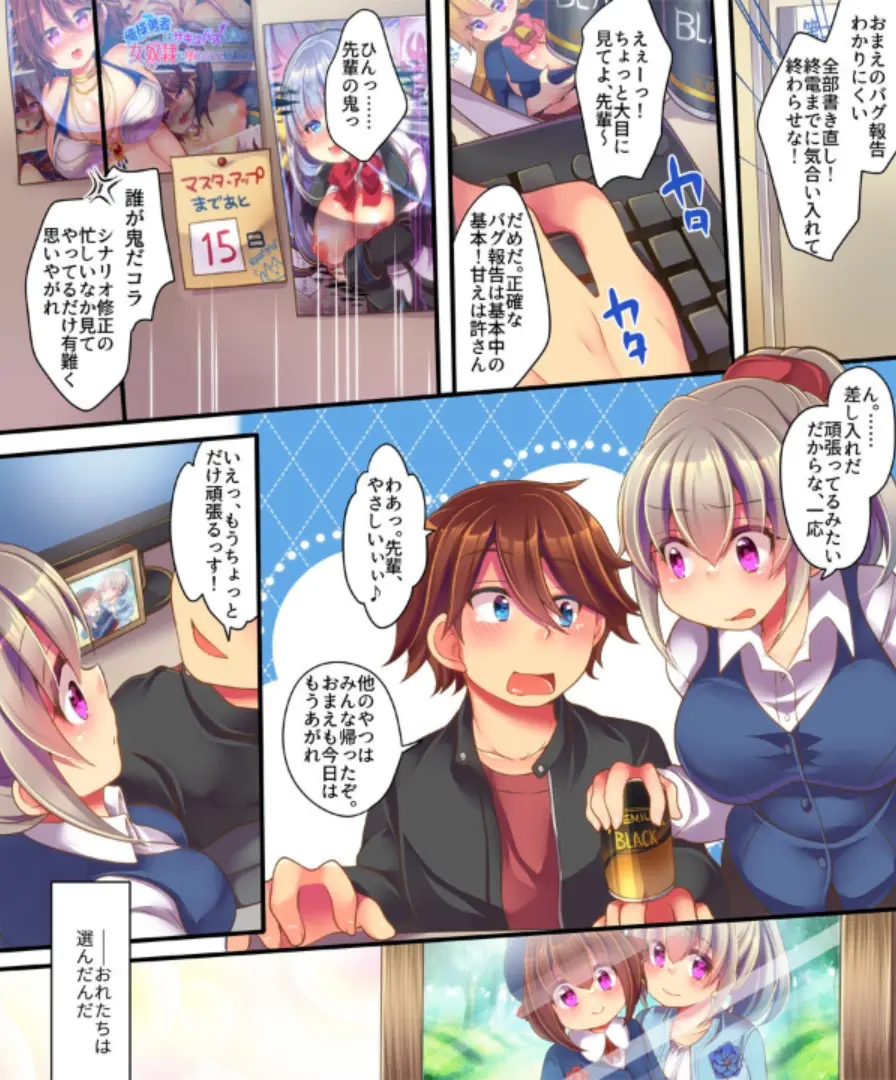 おまえのバグ報告
わかりにくい
全部書き直し！
終電までに気合い入れて
終わらせな！
えぇーっ！
ちょっと大目に
見てよ、先輩〜
BLA
BLACK
カタ
カタ
だめだ。正確な
バグ報告は基本中の
基本！甘えは許さん
ひんっ……
先輩の鬼っ
マスターアップ
まであと
15
日
誰が鬼だコラ
シナリオ修正の
忙しいなか見て
やってるだけ有難く
思いやがれ
ん。……
差し入れだ
頑張ってるみたい
だからな、一応
わあっ。先輩、
やさしいぃぃ♪
他のやつは
みんな帰ったぞ。
おまえも今日は
もうあがれ
BLACK
いえっ、もうちょっと
だけ頑張るっす！
――おれたちは
選んだんだ